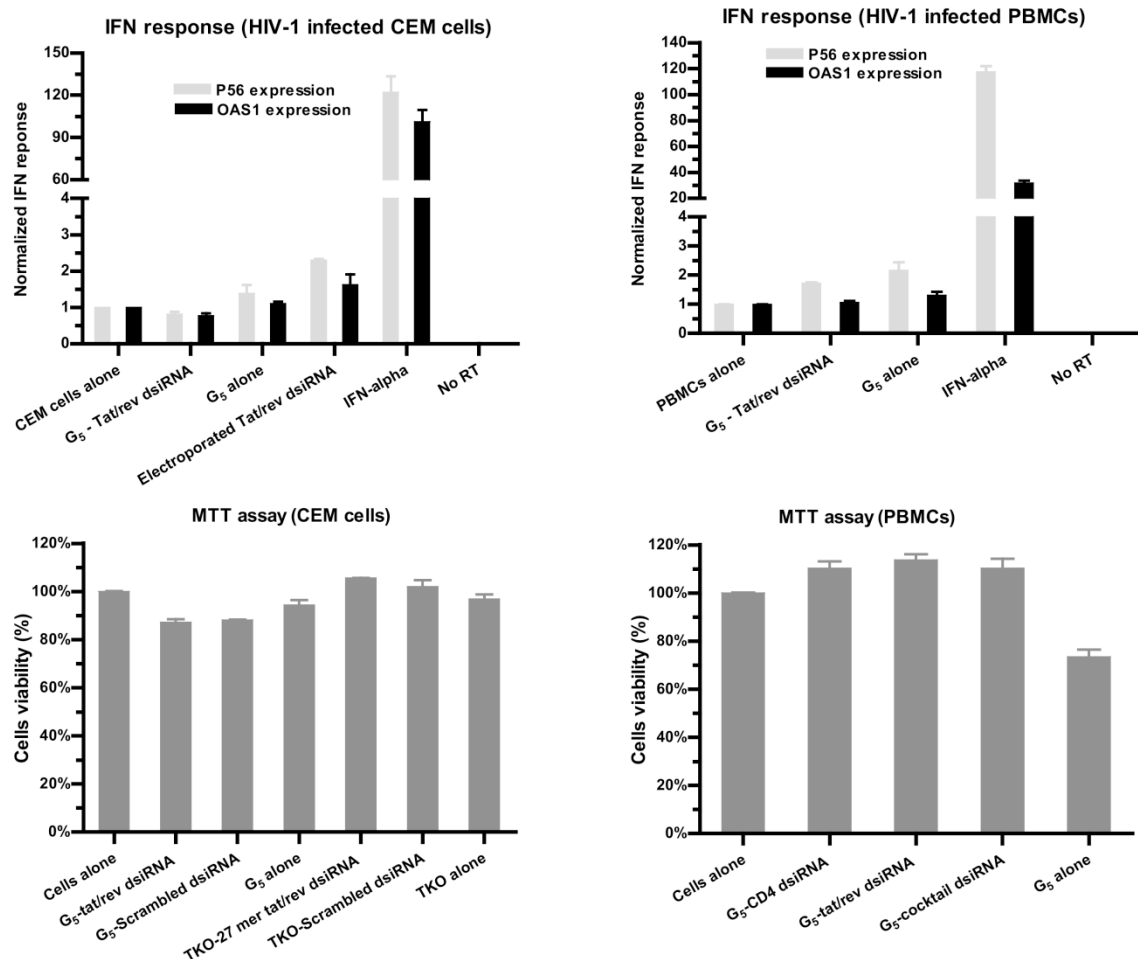 IFN response (HIV-1 infected CEM cells)
150
120
90
60
4
3
2
1
0
Normalized IFN reponse
P56 expression
OAS1 expression
CEM cells alone
G5 - Tat/rev dsiRNA
G5 alone
Electroporated Tat/rev dsiRNA
IFN-alpha
No RT
IFN response (HIV-1 infected PBMCs)
140
120
100
80
60
40
20
4
3
2
1
0
Normalized IFN reponse
P56 expression
OAS1 expression
PBMCs alone
G5 - Tat/rev dsiRNA
G5 alone
IFN-alpha
No RT
MTT assay (CEM cells)
120%
100%
80%
60%
40%
20%
0%
Cells viability (%)
Cells alone
G5-tat/rev dsiRNA
G5-Scrambled dsiRNA
G5 alone
TKO-27 mer tat/rev dsiRNA
TKO-Scrambled dsiRNA
TKO alone
MTT assay (PBMCs)
120%
100%
80%
60%
40%
20%
0%
Cells viability (%)
Cells alone
G5-CD4 dsiRNA
G5-tat/rev dsiRNA
G5-cocktail dsiRNA
G5 alone